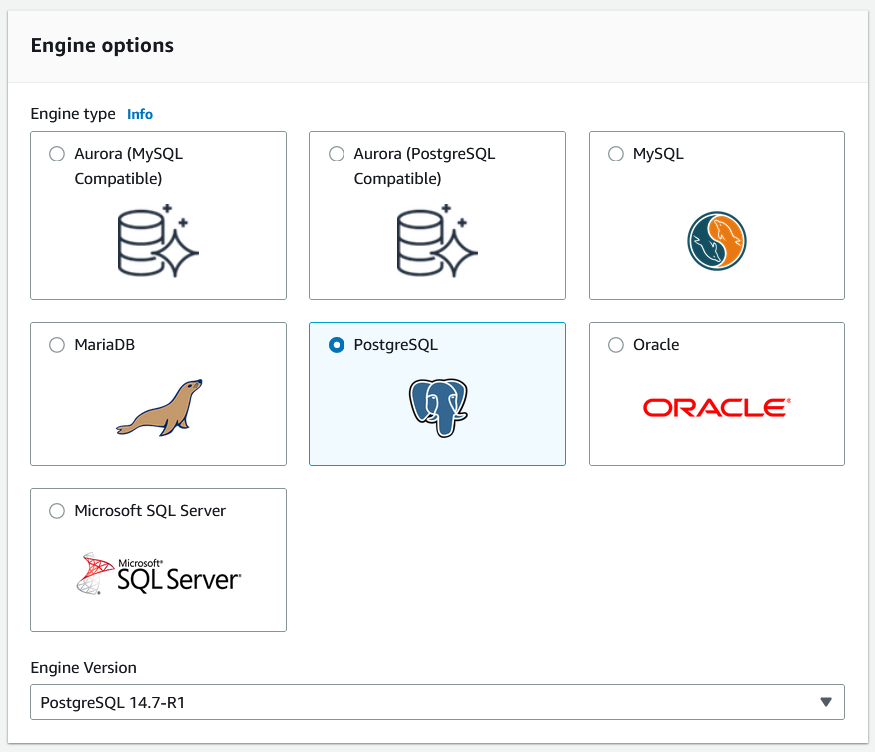 Engine options
Engine type Info
Aurora (MySQL
Compatible)
Aurora (PostgreSQL
Compatible)
MySQL
MariaDB
PostgreSQL
Oracle
ORACLE®
Microsoft SQL Server
Microsoft®
SQL Server®
Engine Version
PostgreSQL 14.7-R1